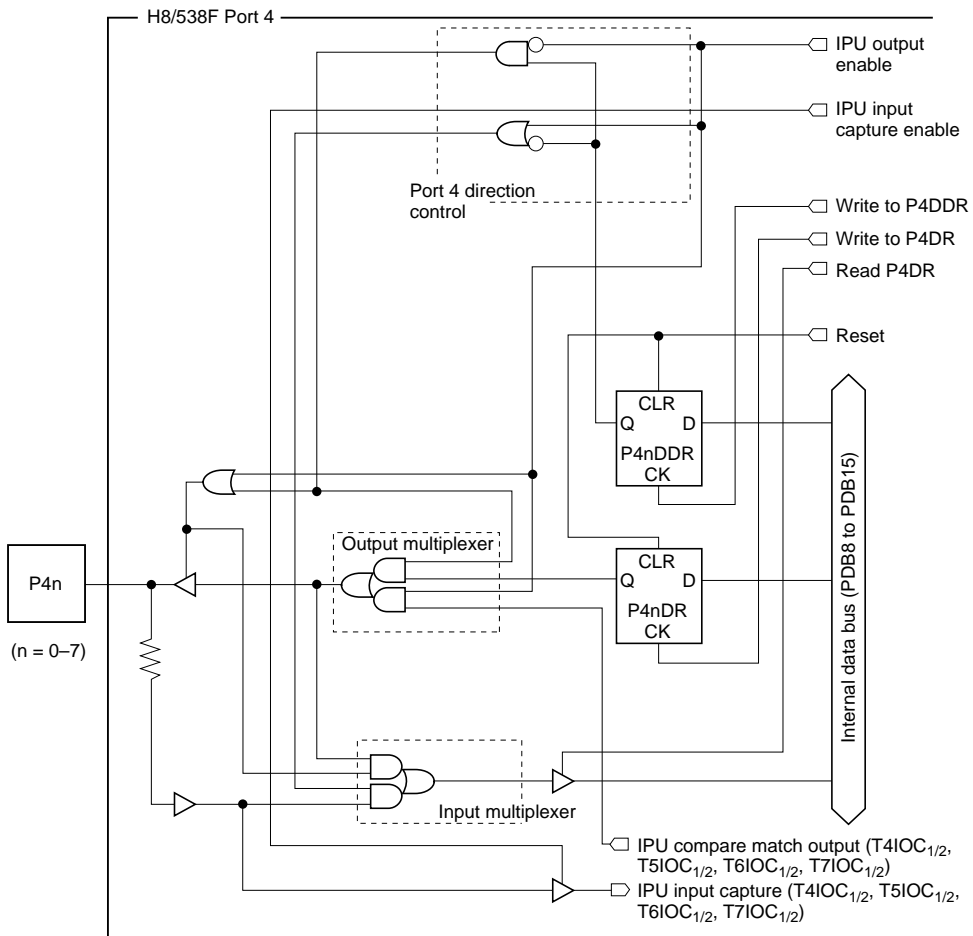 H8/538F Port 4
IPU output
enable
IPU input
capture enable
Port 4 direction
control
Write to P4DDR
Write to P4DR
Read P4DR
Reset
CLR
Q D
P4nDDR
CK
Output multiplexer
CLR
Q D
P4nDR
CK
P4n
(n = 0–7)
Internal data bus (PDB8 to PDB15)
Input multiplexer
IPU compare match output (T4IOC1/2,
T5IOC1/2, T6IOC1/2, T7IOC1/2)
IPU input capture (T4IOC1/2, T5IOC1/2,
T6IOC1/2, T7IOC1/2)